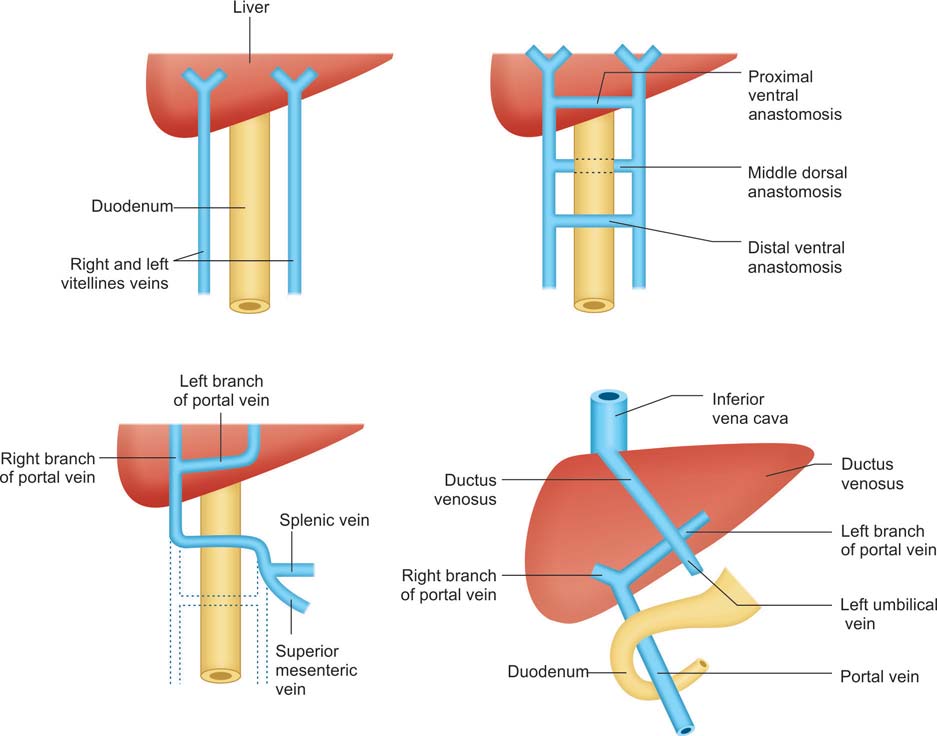 Liver
Duodenum
Right and left
vitellines veins
Proximal
ventral
anastomosis
Middle dorsal
anastomosis
Distal ventral
anastomosis
Left branch
of portal vein
Right branch
of portal vein
Splenic vein
Superior
mesenteric
vein
Inferior
vena cava
Ductus
venosus
Ductus
venosus
Left branch
of portal vein
Right branch
of portal vein
Left umbilical
vein
Duodenum
Portal vein